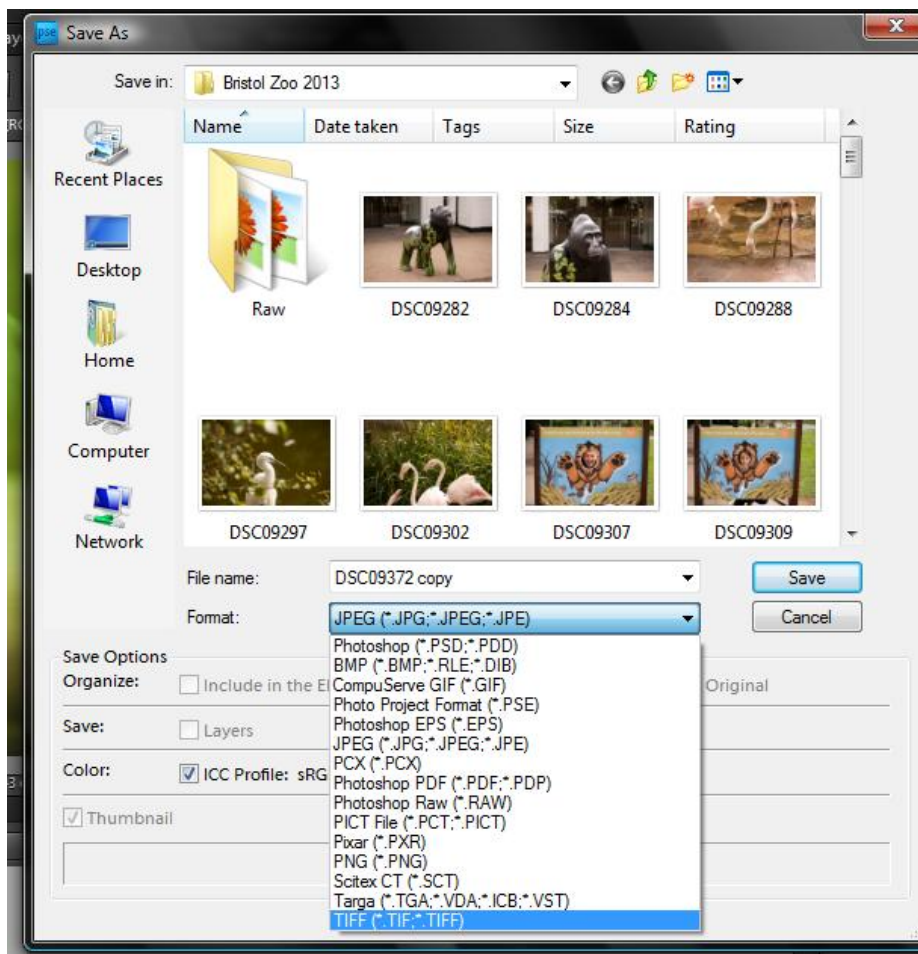 pse Save As
Save in: Bristol Zoo 2013
Name Date taken Tags Size Rating
Recent Places
Desktop
Home
Computer
Network
Raw DSC09282 DSC09284 DSC09288
DSC09297 DSC09302 DSC09307 DSC09309
File name: DSC09372 copy Save
Format: JPEG (*.JPG;*.JPEG;*.JPE) Cancel
Photoshop (*.PSD;*.PDD)
BMP (*.BMP;*.RLE;*.DIB)
CompuServe GIF (*.GIF)
Photo Project Format (*.PSE)
Photoshop EPS (*.EPS)
JPEG (*.JPG;*.JPEG;*.JPE)
PCX (*.PCX)
Photoshop PDF (*.PDF;*.PDP)
Photoshop Raw (*.RAW)
PICT File (*.PCT;*.PICT)
Pixar (*.PXR)
PNG (*.PNG)
Scitex CT (*.SCT)
Targa (*.TGA;*.VDA;*.ICB;*.VST)
TIFF (*.TIF;*.TIFF)
Save Options
Organize: Include in the Original
Save: Layers
Color: ICC Profile: sRG
Thumbnail